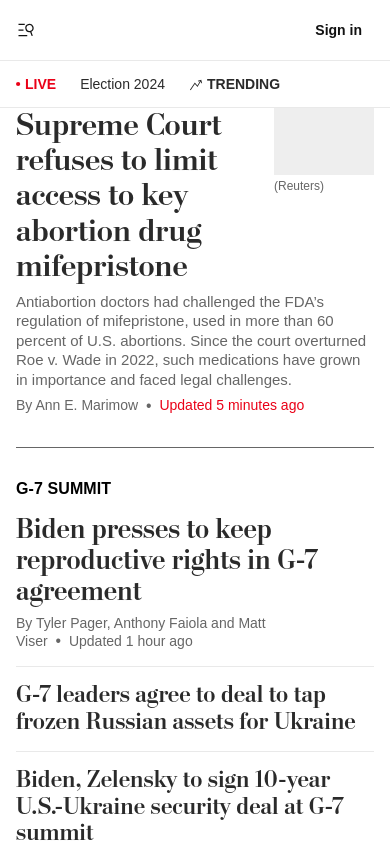 Sign in
• LIVE Election 2024 TRENDING
Supreme Court
refuses to limit
access to key
abortion drug
mifepristone
(Reuters)
Antiabortion doctors had challenged the FDA’s
regulation of mifepristone, used in more than 60
percent of U.S. abortions. Since the court overturned
Roe v. Wade in 2022, such medications have grown
in importance and faced legal challenges.
By Ann E. Marimow • Updated 5 minutes ago
G-7 SUMMIT
Biden presses to keep
reproductive rights in G-7
agreement
By Tyler Pager, Anthony Faiola and Matt
Viser • Updated 1 hour ago
G-7 leaders agree to deal to tap
frozen Russian assets for Ukraine
Biden, Zelensky to sign 10-year
U.S.-Ukraine security deal at G-7
summit